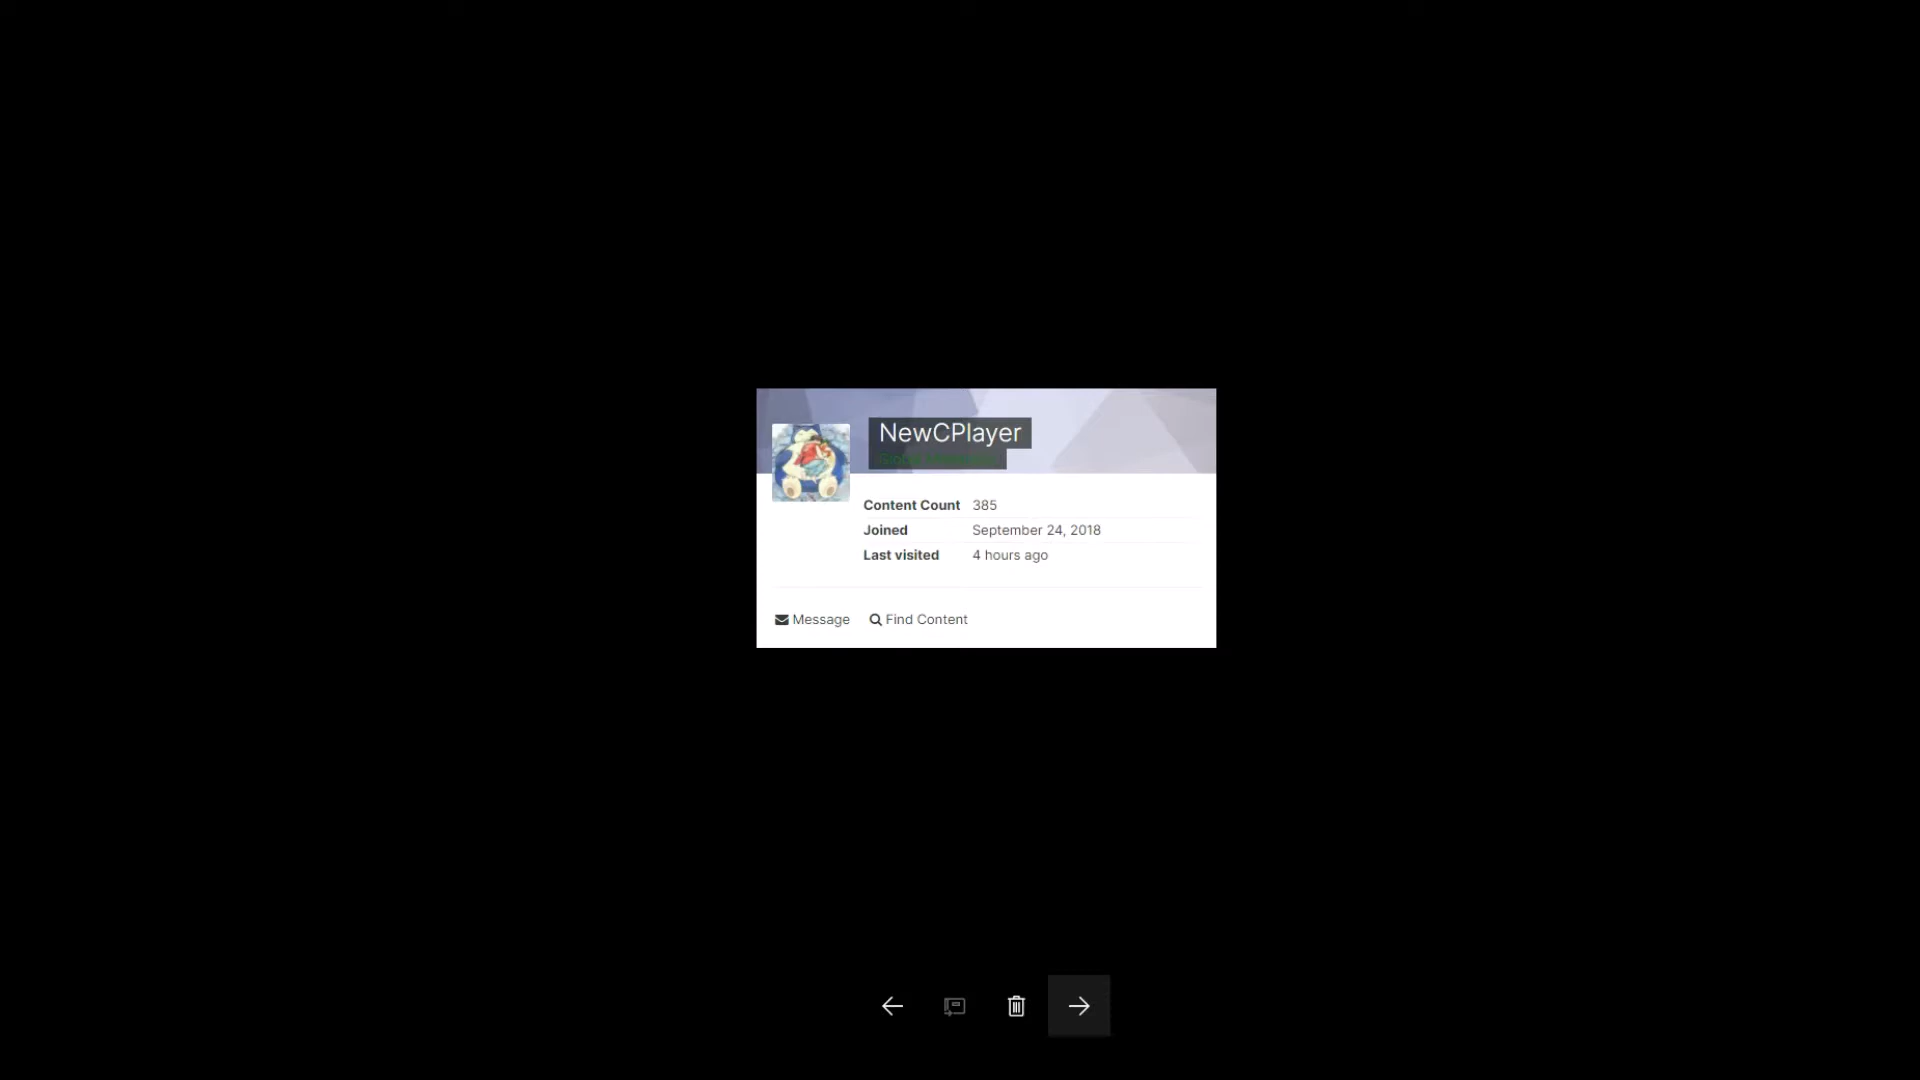 NewCPlayer
Content Count 385
Joined September 24, 2018
Last visited 4 hours ago
Message Find Content